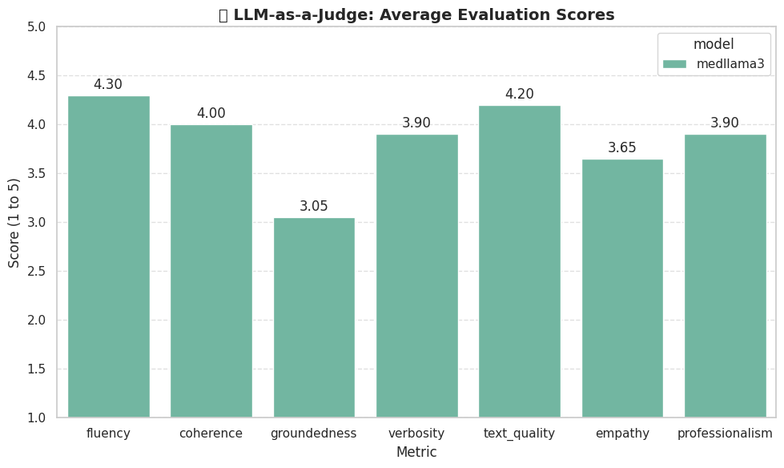 LLM-as-a-Judge: Average Evaluation Scores
model
medllama3
Score (1 to 5)
5.0
4.5
4.0
3.5
3.0
2.5
2.0
1.5
1.0
4.30
4.00
3.05
3.90
4.20
3.65
3.90
fluency
coherence
groundedness
verbosity
text_quality
empathy
professionalism
Metric